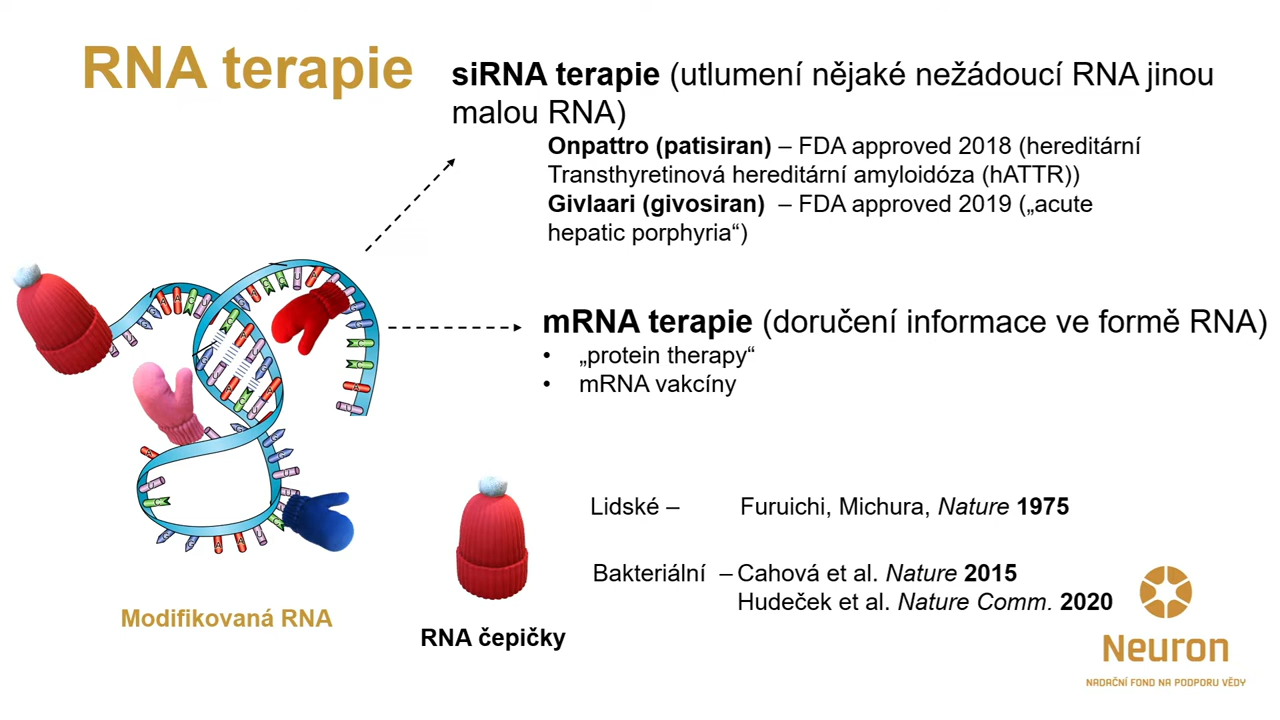 RNA terapie
siRNA terapie (utlumení nějaké nežádoucí RNA jinou
malou RNA)
Onpattro (patisiran) – FDA approved 2018 (hereditární
Transthyretinová hereditární amyloidóza (hATTR))
Givlaari (givosiran) – FDA approved 2019 („acute
hepatic porphyria“)
mRNA terapie (doručení informace ve formě RNA)
• „protein therapy“
• mRNA vakcíny
Lidské – Furuichi, Michura, Nature 1975
Bakteriální – Cahová et al. Nature 2015
Hudeček et al. Nature Comm. 2020
Modifikovaná RNA
RNA čepičky
Neuron
NADAČNÍ FOND NA PODPORU VĚDY